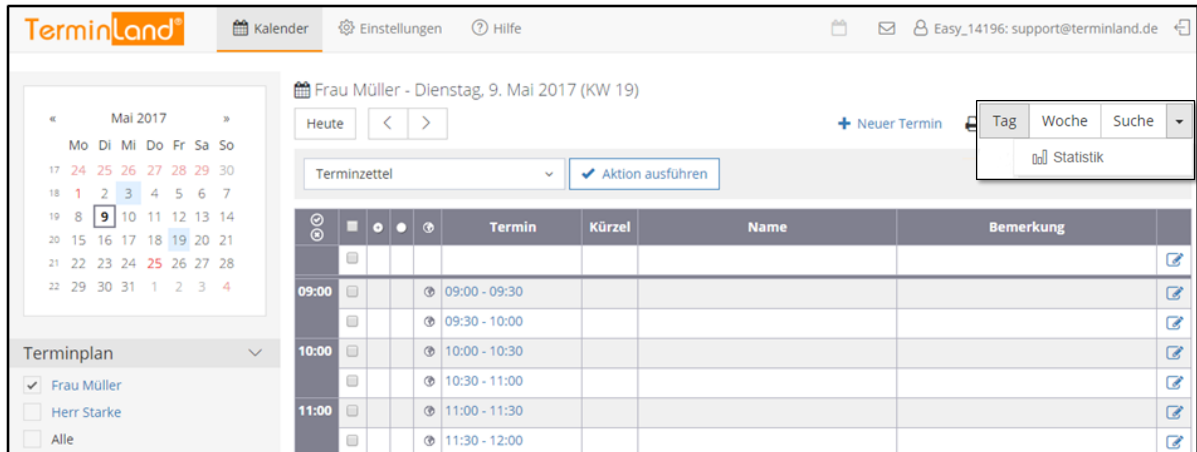 TerminLand®
Kalender
Einstellungen
Hilfe
Easy_14196: support@terminland.de
« Mai 2017 »
Mo Di Mi Do Fr Sa So
17 24 25 26 27 28 29 30
18 1 2 3 4 5 6 7
19 8 9 10 11 12 13 14
20 15 16 17 18 19 20 21
21 22 23 24 25 26 27 28
22 29 30 31 1 2 3 4
Terminplan
Frau Müller
Herr Starke
Alle
Frau Müller - Dienstag, 9. Mai 2017 (KW 19)
Heute < >
+ Neuer Termin
Tag Woche Suche
Statistik
Terminzettel
Aktion ausführen
Termin Kürzel Name Bemerkung
09:00 09:00 - 09:30
09:30 - 10:00
10:00 10:00 - 10:30
10:30 - 11:00
11:00 11:00 - 11:30
11:30 - 12:00